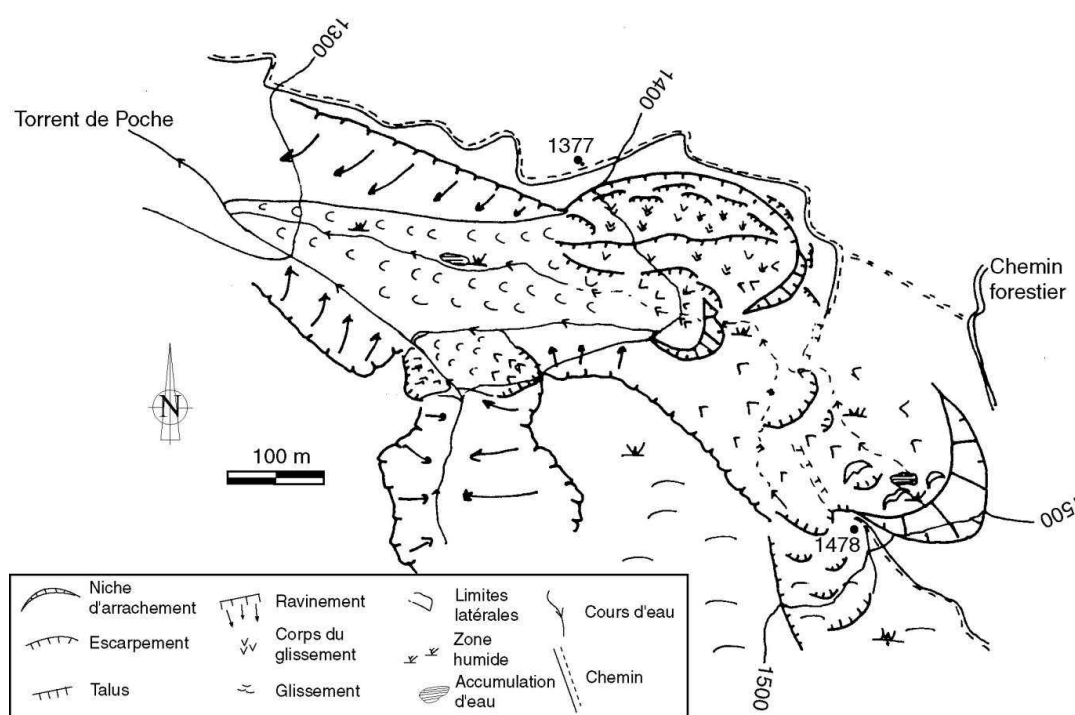 1300
Torrent de Poche
1400
1377
Chemin
forestier
N
100 m
1500
1478
1500
Niche
d'arrachement
Ravinement
Limites
latérales
Cours d'eau
Escarpement
Corps du
glissement
Zone
humide
Chemin
Talus
Glissement
Accumulation
d'eau